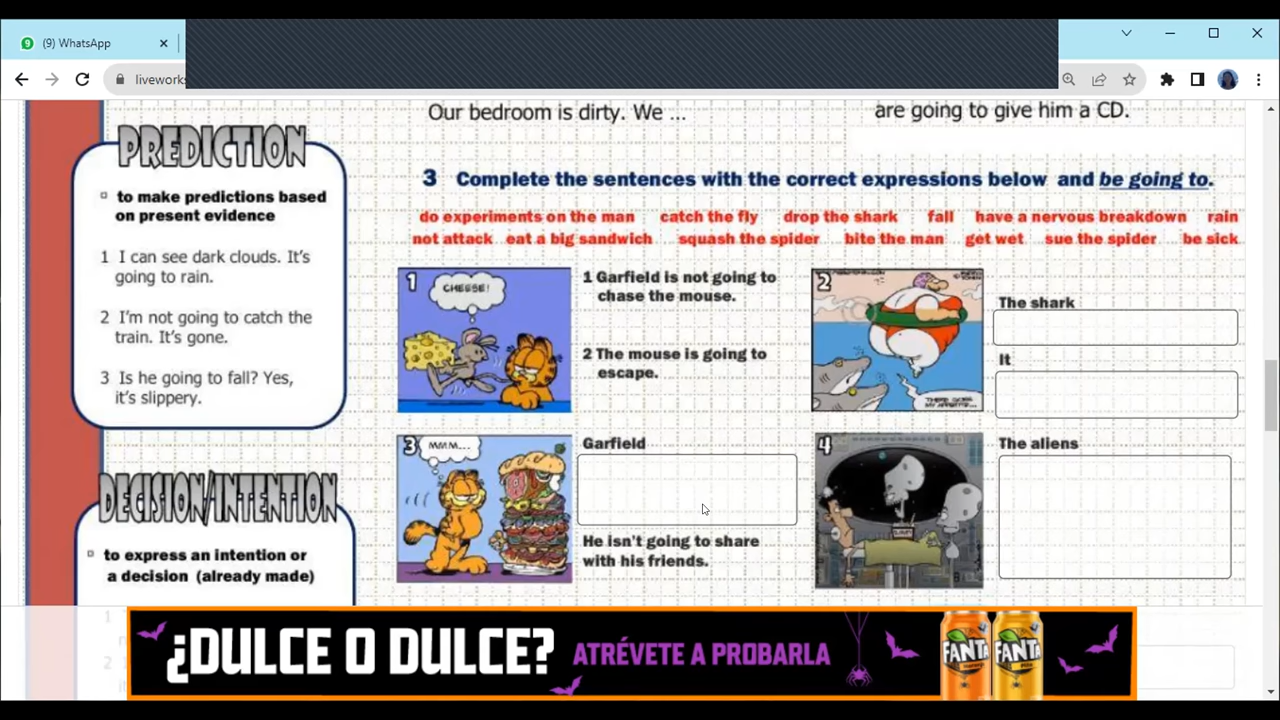 (9) WhatsApp
liveworks
Our bedroom is dirty. We ...
are going to give him a CD.
PREDICTION
to make predictions based
on present evidence
1 I can see dark clouds. It's
going to rain.
2 I'm not going to catch the
train. It's gone.
3 Is he going to fall? Yes,
it's slippery.
DECISION/INTENTION
to express an intention or
a decision (already made)
3 Complete the sentences with the correct expressions below and be going to.
do experiments on the man catch the fly drop the shark fall have a nervous breakdown rain
not attack eat a big sandwich squash the spider bite the man get wet sue the spider be sick
1
CHEESE!
1 Garfield is not going to
chase the mouse.
2 The mouse is going to
escape.
2
THERE GOES
MY APPETITE...
The shark
It
3
MMM...
Garfield
He isn't going to share
with his friends.
4
The aliens
1
2
¿DULCE O DULCE? ATRÉVETE A PROBARLA
FANTA
FANTA